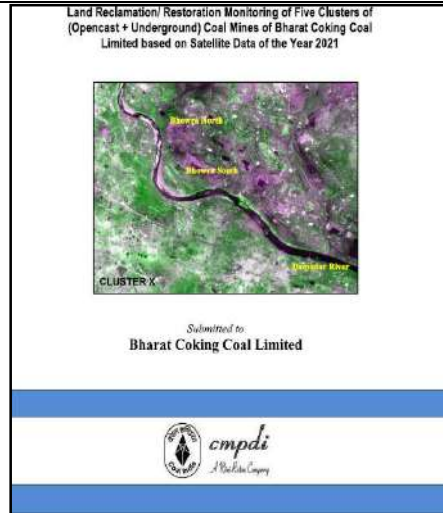 Land Reclamation/ Restoration Monitoring of Five Clusters of
(Opencast + Underground) Coal Mines of Bharat Coking Coal
Limited based on Satellite Data of the Year 2021
Bhowra North
Bhowra South
Damodar River
CLUSTER X
Submitted to
Bharat Coking Coal Limited
cmpdi
A Mini Ratna Company
Coal India